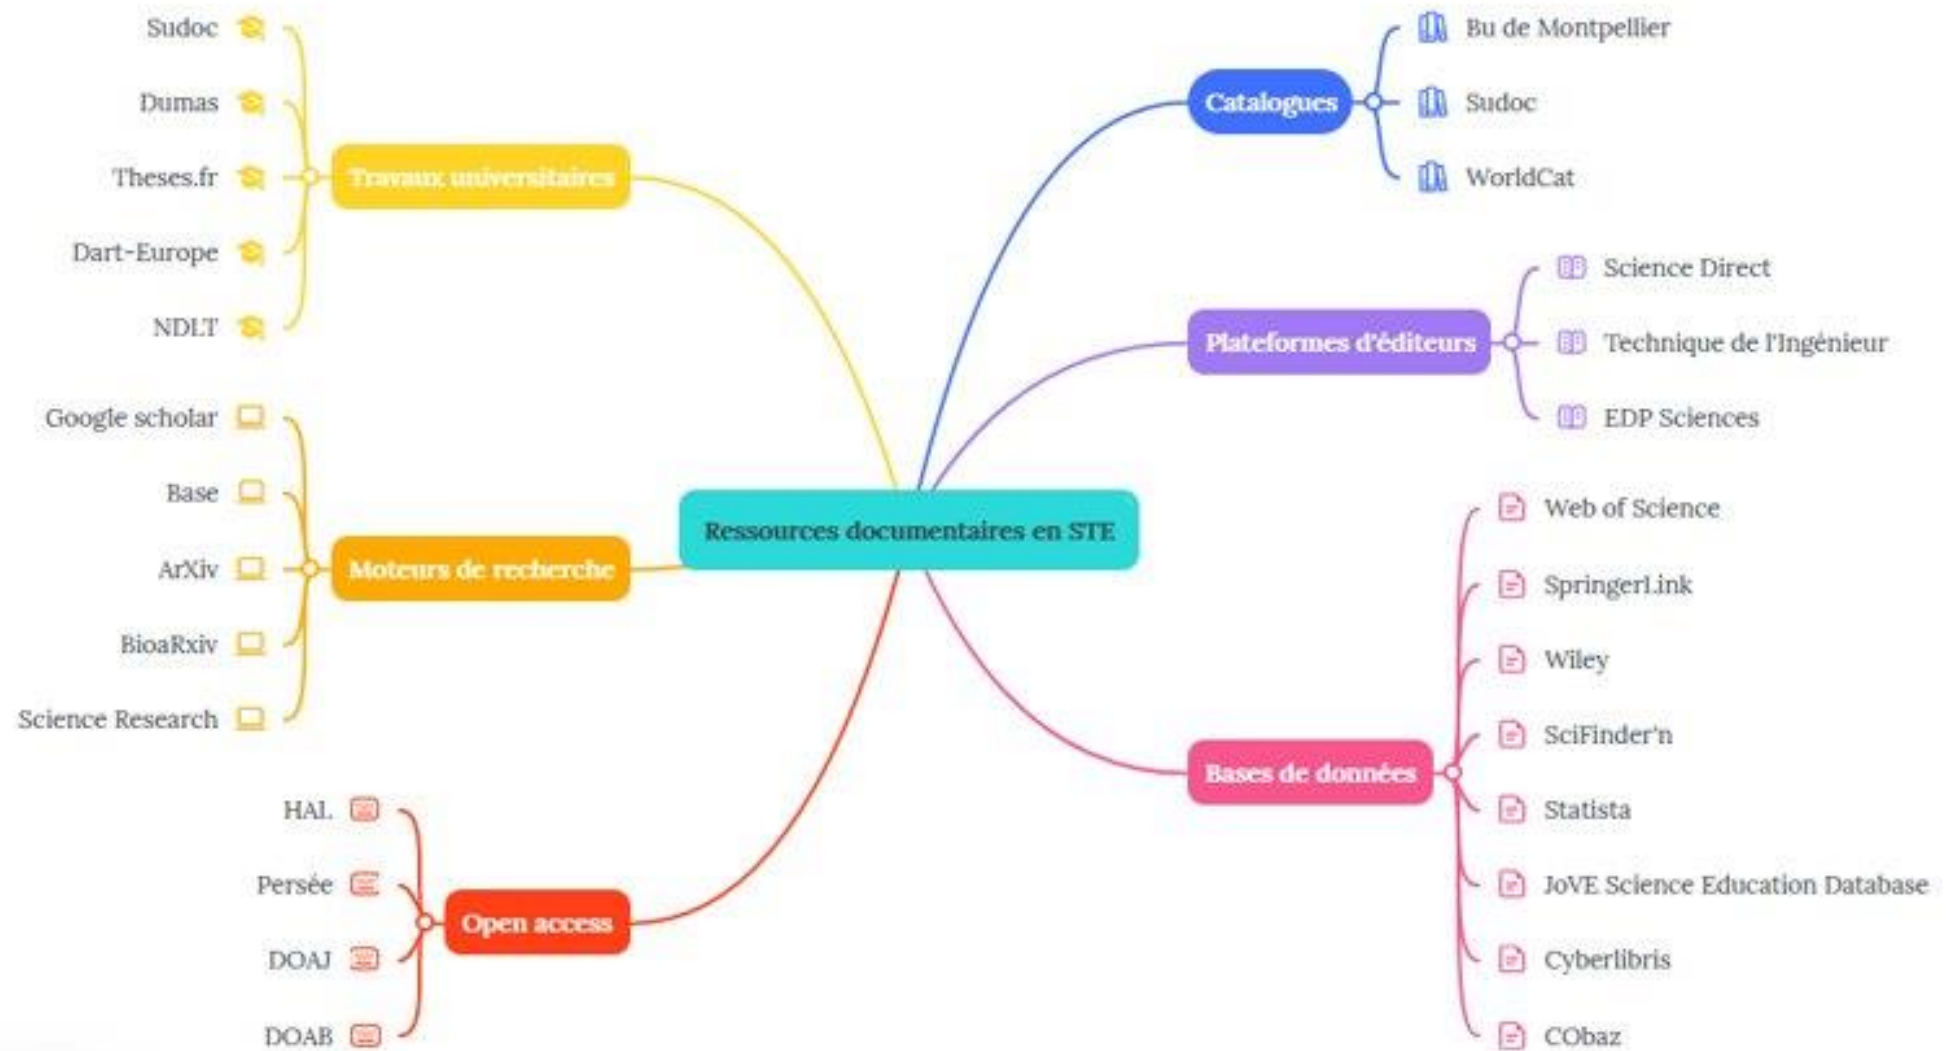 Ressources documentaires en STE
Travaux universitaires
Sudoc
Dumas
Theses.fr
Dart-Europe
NDLT
Moteurs de recherche
Google scholar
Base
ArXiv
BioaRxiv
Science Research
Open access
HAL
Persée
DOAJ
DOAB
Catalogues
Bu de Montpellier
Sudoc
WorldCat
Plateformes d'éditeurs
Science Direct
Technique de l'Ingénieur
EDP Sciences
Bases de données
Web of Science
SpringerLink
Wiley
SciFinder'n
Statista
JoVE Science Education Database
Cyberlibris
CObaz